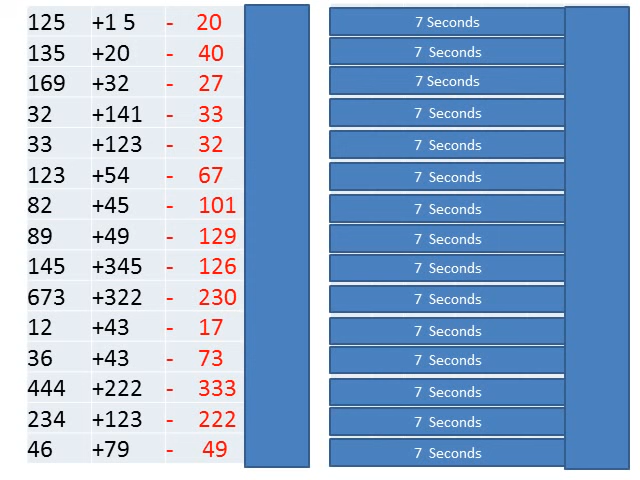 125 +1 5 - 20 7 Seconds
135 +20 - 40 7 Seconds
169 +32 - 27 7 Seconds
32 +141 - 33 7 Seconds
33 +123 - 32 7 Seconds
123 +54 - 67 7 Seconds
82 +45 - 101 7 Seconds
89 +49 - 129 7 Seconds
145 +345 - 126 7 Seconds
673 +322 - 230 7 Seconds
12 +43 - 17 7 Seconds
36 +43 - 73 7 Seconds
444 +222 - 333 7 Seconds
234 +123 - 222 7 Seconds
46 +79 - 49 7 Seconds